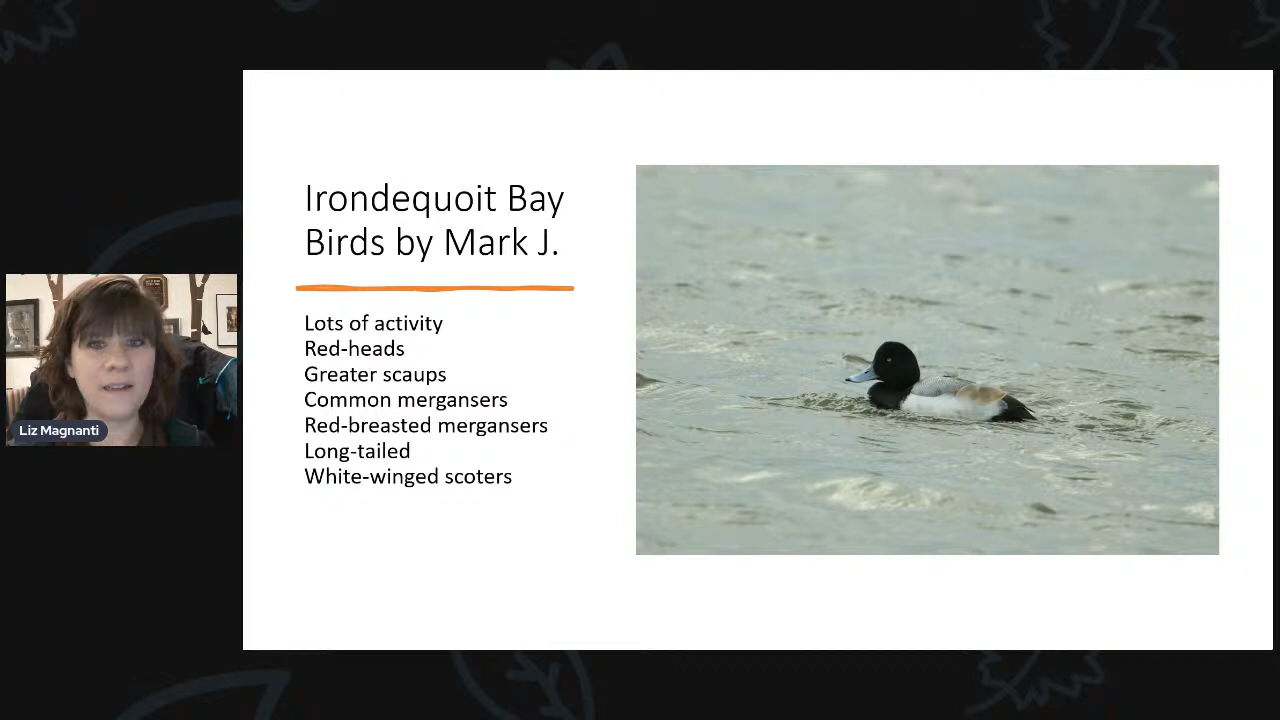 Irondequoit Bay
Birds by Mark J.
Lots of activity
Red-heads
Greater scaups
Common mergansers
Red-breasted mergansers
Long-tailed
White-winged scoters
Liz Magnanti